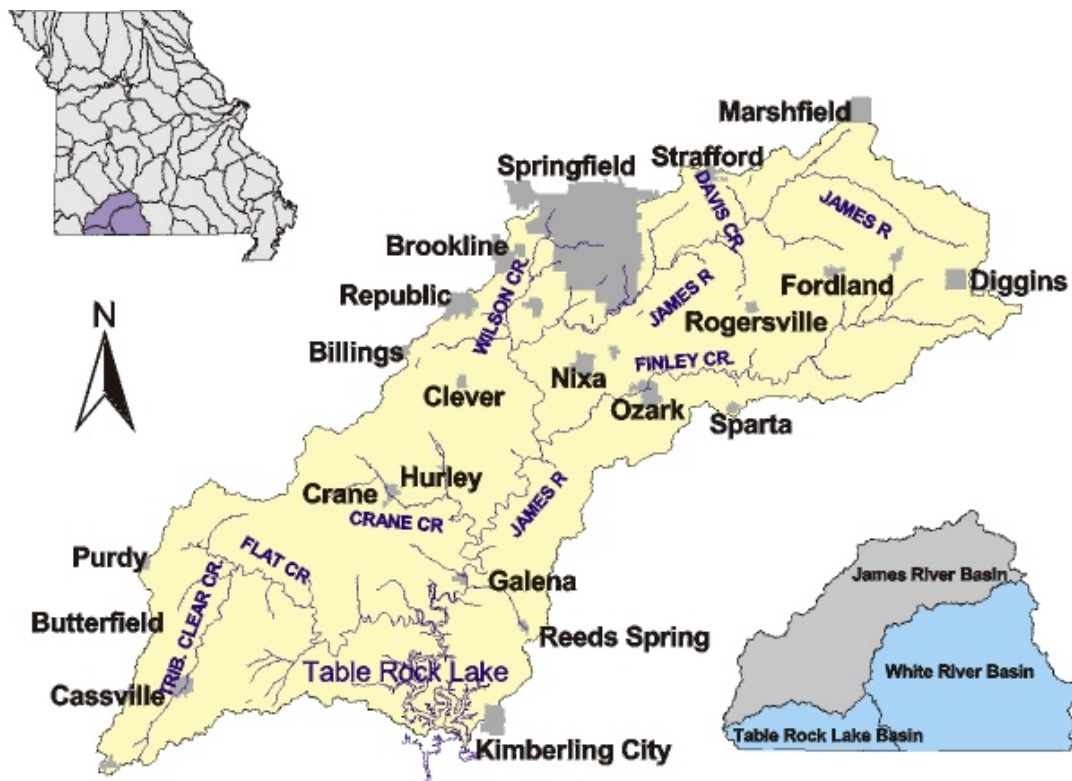 Marshfield
Strafford
Springfield
DAVIS CR.
JAMES R
Brookline
Fordland
Diggins
Republic
WILSON CR.
JAMES R
Rogersville
N
Billings
FINLEY CR.
Nixa
Clever
Ozark
Sparta
Hurley
Crane
JAMES R
CRANE CR
FLAT CR.
Purdy
Galena
James River Basin
TRIB. CLEAR CR.
Butterfield
Reeds Spring
Table Rock Lake
White River Basin
Cassville
Table Rock Lake Basin
Kimberling City